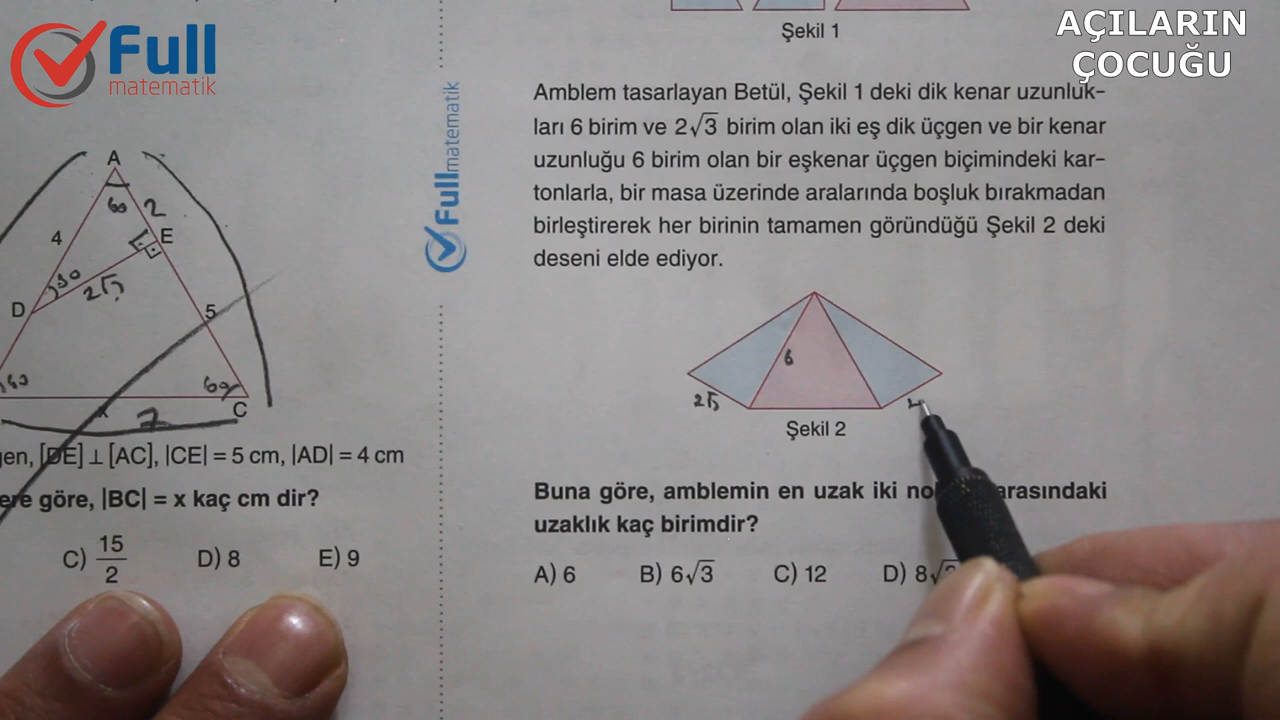 Full
matematik
AÇILARIN
ÇOCUĞU
A
60
2
4
E
30
2√3
D
5
60
60
x
7
C
gen, [DE] ⊥ [AC], |CE| = 5 cm, |AD| = 4 cm
ere göre, |BC| = x kaç cm dir?
C) 15/2
D) 8
E) 9
Fullmatematik
Şekil 1
Amblem tasarlayan Betül, Şekil 1 deki dik kenar uzunluk-
ları 6 birim ve 2√3 birim olan iki eş dik üçgen ve bir kenar
uzunluğu 6 birim olan bir eşkenar üçgen biçimindeki kar-
tonlarla, bir masa üzerinde aralarında boşluk bırakmadan
birleştirerek her birinin tamamen göründüğü Şekil 2 deki
deseni elde ediyor.
6
2√3
2
Şekil 2
Buna göre, amblemin en uzak iki no arasındaki
uzaklık kaç birimdir?
A) 6
B) 6√3
C) 12
D) 8√